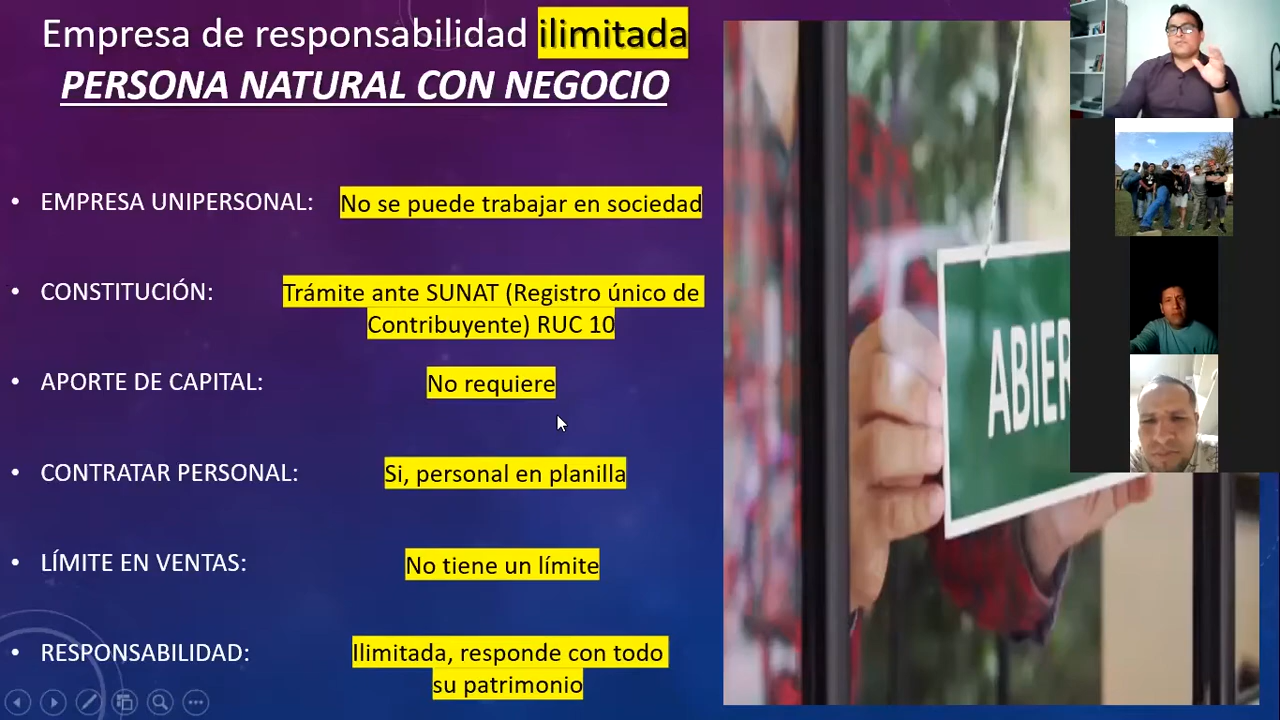 Empresa de responsabilidad ilimitada
PERSONA NATURAL CON NEGOCIO
• EMPRESA UNIPERSONAL: No se puede trabajar en sociedad
• CONSTITUCIÓN: Trámite ante SUNAT (Registro único de
Contribuyente) RUC 10
• APORTE DE CAPITAL: No requiere
• CONTRATAR PERSONAL: Si, personal en planilla
• LÍMITE EN VENTAS: No tiene un límite
• RESPONSABILIDAD: Ilimitada, responde con todo
su patrimonio
ABIER